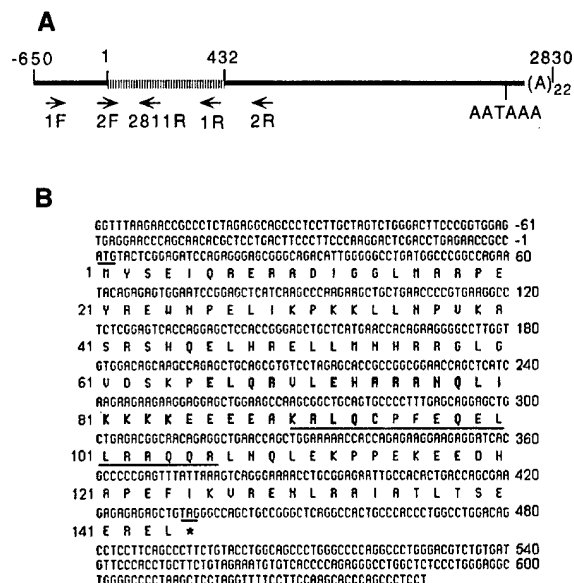 A
-650 1 432 2830
(A)22
AATAAA
1F 2F 2811R 1R 2R
B
GGTTTAAGAACCGCCCTCTAGAGGCAGCCCTCCTTGCTAGTCTGGGACTTCCCGGTGGAG -61
TGAGGAACCCAGCAACACGCTCCTGACTTCCCTTCCCAAGGACTCGACCTGAGAACCGCC -1
ATGTACTCGGAGATCCAGAGGGAGCGGGCAGACATTGGGGGCCTGATGGCCCGGCCAGAA 60
1 M Y S E I Q R E R A D I G G L M A R P E
TACAGAGAGTGGAATCCGGAGCTCATCAAGCCCAAGAAGCTGCTGAACCCCGTGAAGGCC 120
21 Y R E W N P E L I K P K K L L N P V K A
TCTCGGAGTCACCAGGAGCTCCACCGGGAGCTGCTCATGAACCACAGAAGGGGCCTTGGT 180
41 S R S H Q E L H R E L L M N H R R G L G
GTGGACAGCAAGCCAGAGCTGCAGCGTGTCCTAGAGCACCGCCGGCGGAACCAGCTCATC 240
61 V D S K P E L Q R V L E H R R R N Q L I
AAGAAGAAGAAGGAGGAGCTGGAAGCCAAGCGGCTGCAGTGCCCCTTTGAGCAGGAGCTG 300
81 K K K K E E E E A K R L Q C P F E Q E L
CTGAGACGGCAACAGAGGCTGAACCAGCTGGAAAAACCACCAGAGAAGGAAGAGGATCAC 360
101 L R R Q Q R L N Q L E K P P E K E E D H
GCCCCCGAGTTTATTAAAGTCAGGGAAAACCTGCGGAGAATTGCCACACTGACCAGCGAA 420
121 A P E F I K V R E N L R R I A T L T S E
GAGAGAGAGCTGTAGGGCCAGCTGCCGGGCTCAGGCCACTGCCCACCCTGGCCTGGACAG 480
141 E R E L *
CCTCCTTCAGCCCTTCTGTACCTGGCAGCCCTGGGCCCCAGGCCCTGGGACGTCTGTGAT 540
GTTCCCACCTGCTTCTGTAGAAATGTGTCACCCCAGAGGGCCTGGCTCTCCCTGGGAGGC 600
TGGGGCCCCTAAGCTCCTAGGTTTTCCTTCCAAGCACCCAGCCCTCCT